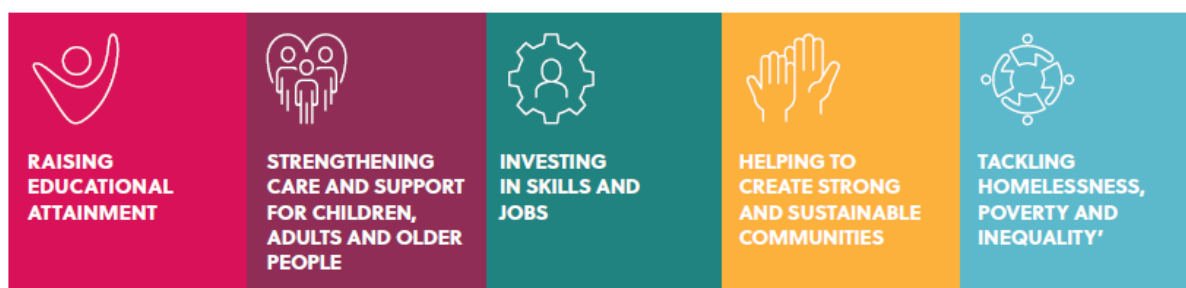 RAISING
EDUCATIONAL
ATTAINMENT
STRENGTHENING
CARE AND SUPPORT
FOR CHILDREN,
ADULTS AND OLDER
PEOPLE
INVESTING
IN SKILLS AND
JOBS
HELPING TO
CREATE STRONG
AND SUSTAINABLE
COMMUNITIES
TACKLING
HOMELESSNESS,
POVERTY AND
INEQUALITY’